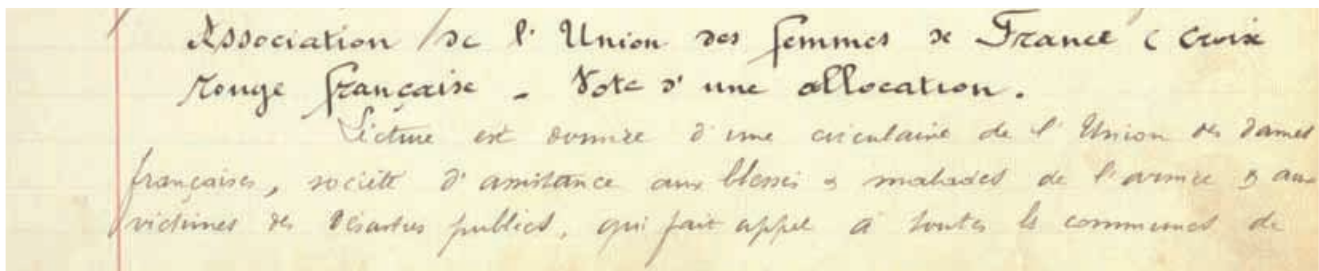 Association de l'Union des femmes de France (Croix
Rouge française - Vote d'une allocation.
Lecture est donnée d'une circulaire de l'Union des Dames
françaises, société d'assistance aux blessés & malades de l'armée & aux
victimes des Désastres publics, qui fait appel à toutes les communes de